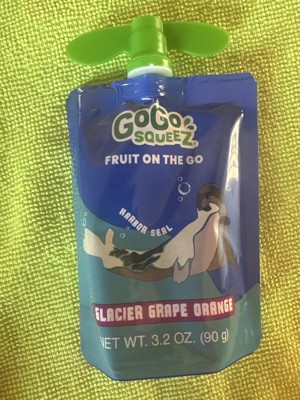 GoGo
SQUEEZ
FRUIT ON THE GO
HARBOR SEAL
GLACIER GRAPE ORANGE
NET WT. 3.2 OZ. (90 g)